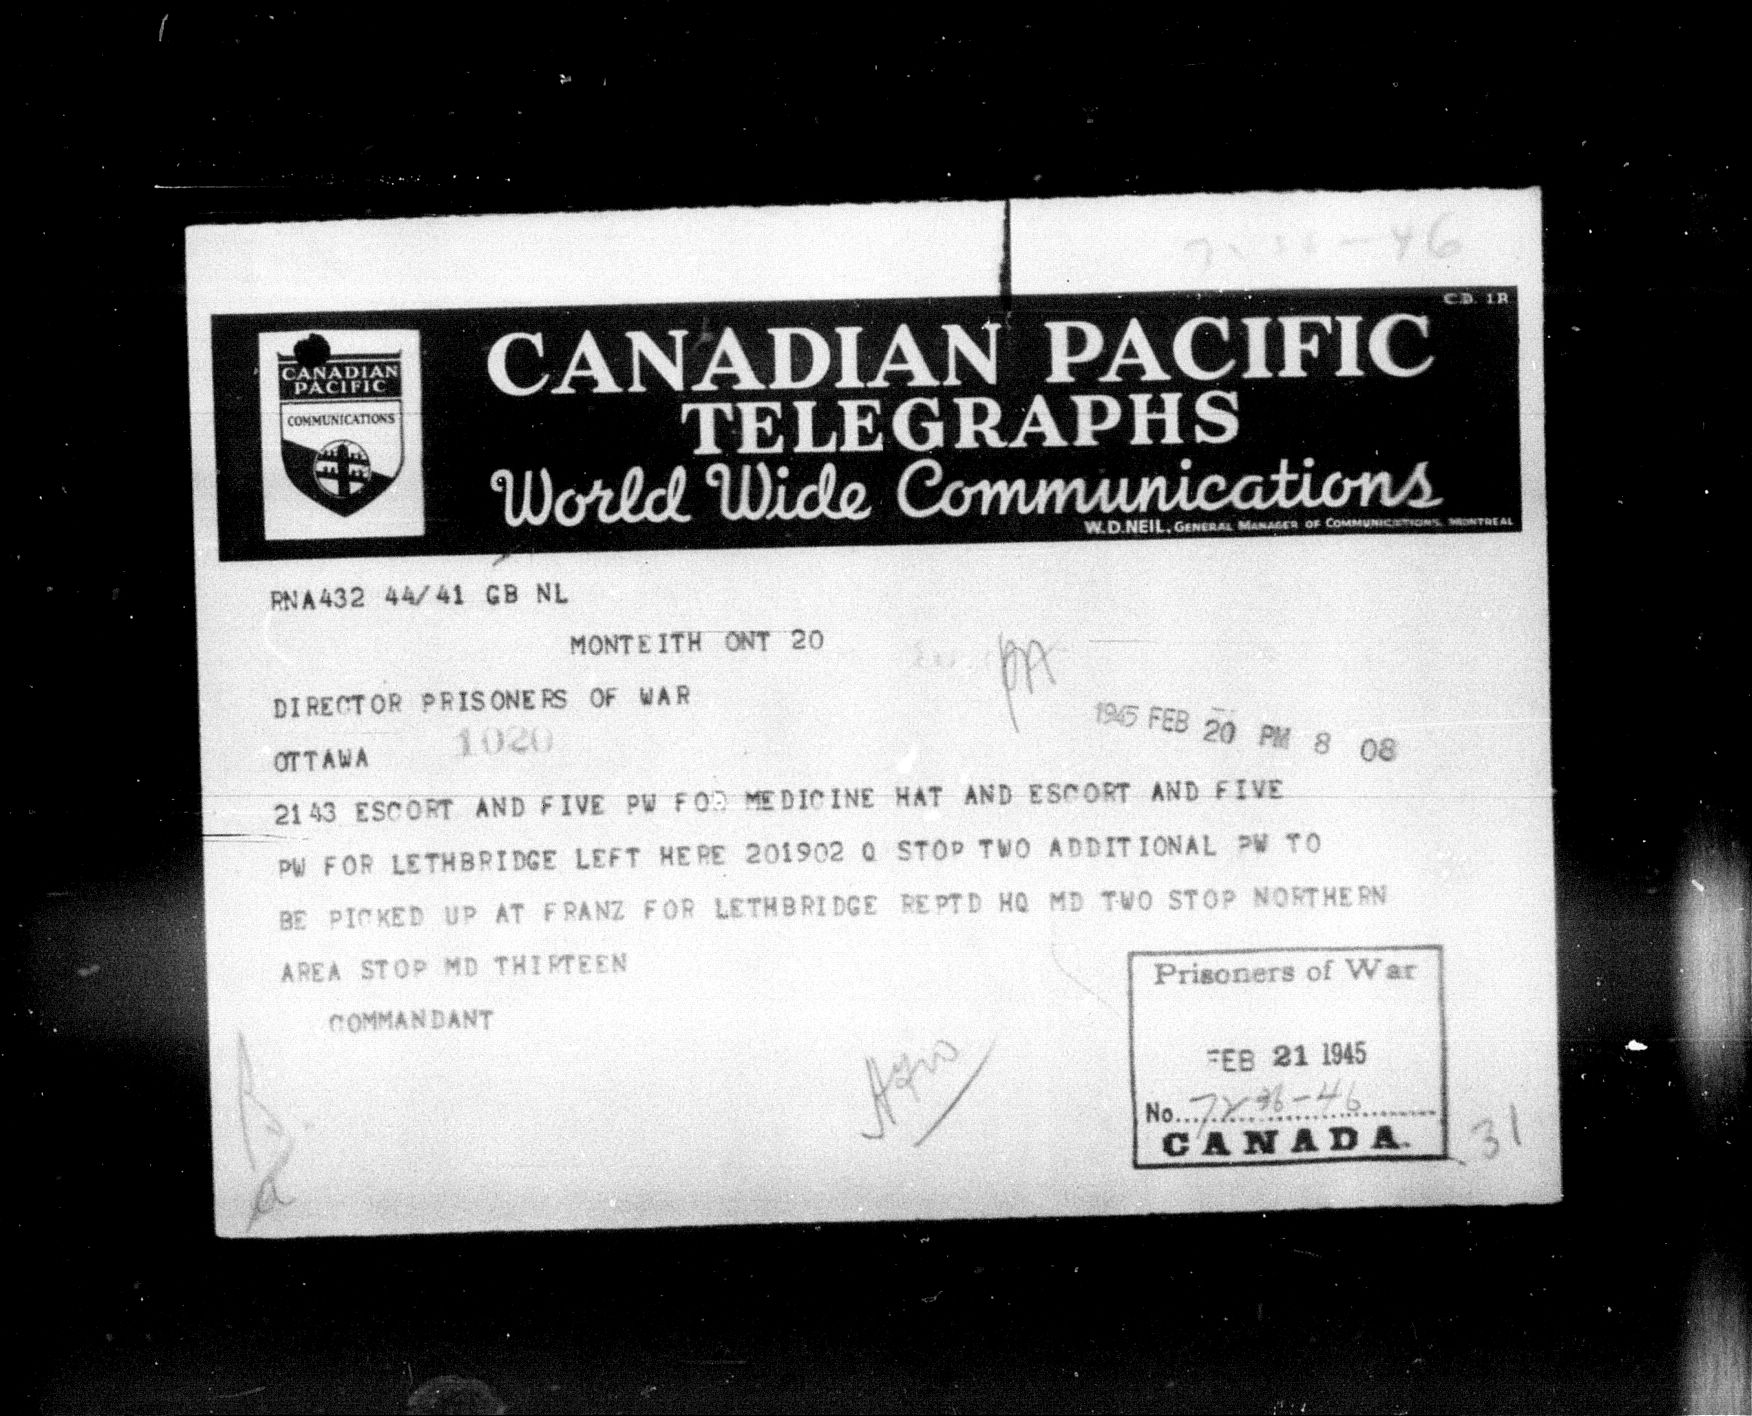 - 46
C.D. 1R
CANADIAN PACIFIC
TELEGRAPHS
World Wide Communications
W.D. NEIL, GENERAL MANAGER OF COMMUNICATIONS, MONTREAL
CANADIAN
PACIFIC
COMMUNICATIONS
RNA432 44/41 GB NL
MONTEITH ONT 20
DIRECTOR PRISONERS OF WAR
1945 FEB 20 PM 8 08
OTTAWA 1020
2143 ESCORT AND FIVE PW FOR MEDICINE HAT AND ESCORT AND FIVE
PW FOR LETHBRIDGE LEFT HERE 201902 Q STOP TWO ADDITIONAL PW TO
BE PICKED UP AT FRANZ FOR LETHBRIDGE REPTD HQ MD TWO STOP NORTHERN
AREA STOP MD THIRTEEN
COMMANDANT
Prisoners of War
FEB 21 1945
No. 7236-46
CANADA.
31